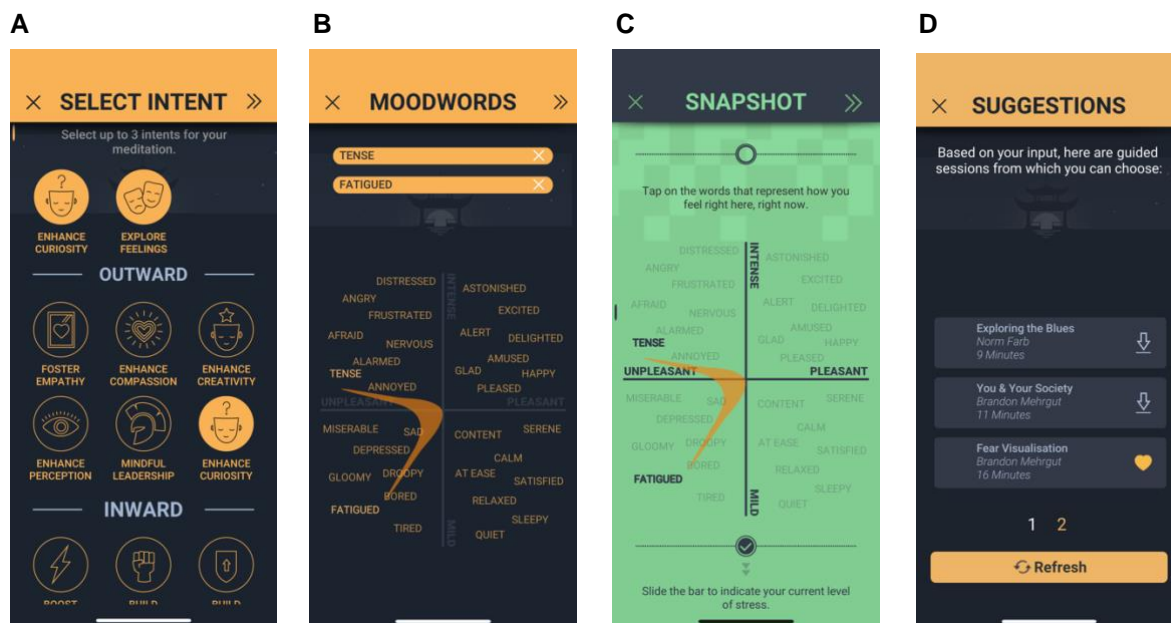 A
B
C
D
SELECT INTENT
Select up to 3 intents for your
meditation.
?
ENHANCE
CURIOSITY
EXPLORE
FEELINGS
OUTWARD
FOSTER
EMPATHY
ENHANCE
COMPASSION
ENHANCE
CREATIVITY
?
ENHANCE
PERCEPTION
MINDFUL
LEADERSHIP
ENHANCE
CURIOSITY
INWARD
BOOST
BUILD
BUILD
MOODWORDS
TENSE
FATIGUED
DISTRESSED
INTENSE
ASTONISHED
ANGRY
EXCITED
FRUSTRATED
AFRAID
ALERT
DELIGHTED
NERVOUS
ALARMED
AMUSED
TENSE
GLAD
HAPPY
ANNOYED
PLEASED
UNPLEASANT
PLEASANT
MISERABLE
SAD
CONTENT
SERENE
DEPRESSED
CALM
GLOOMY
DROOPY
AT EASE
SATISFIED
BORED
RELAXED
FATIGUED
SLEEPY
TIRED
MILD
QUIET
SNAPSHOT
Tap on the words that represent how you
feel right here, right now.
DISTRESSED
INTENSE
ASTONISHED
ANGRY
EXCITED
FRUSTRATED
AFRAID
ALERT
DELIGHTED
NERVOUS
ALARMED
AMUSED
TENSE
GLAD
HAPPY
ANNOYED
PLEASED
UNPLEASANT
PLEASANT
MISERABLE
SAD
CONTENT
SERENE
DEPRESSED
CALM
GLOOMY
DROOPY
AT EASE
SATISFIED
BORED
RELAXED
FATIGUED
SLEEPY
TIRED
MILD
QUIET
Slide the bar to indicate your current level
of stress.
SUGGESTIONS
Based on your input, here are guided
sessions from which you can choose:
Exploring the Blues
Norm Farb
9 Minutes
You & Your Society
Brandon Mehrgut
11 Minutes
Fear Visualisation
Brandon Mehrgut
16 Minutes
1 2
Refresh